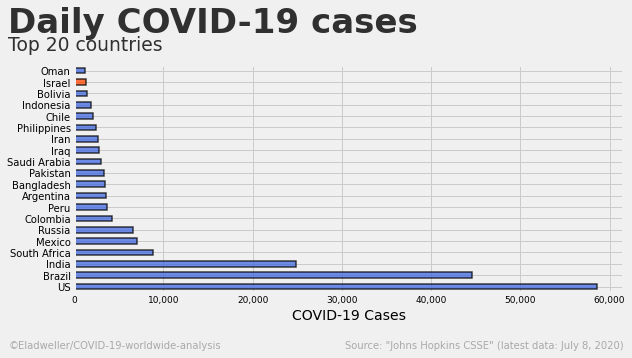 Daily COVID-19 cases
Top 20 countries
Oman
Israel
Bolivia
Indonesia
Chile
Philippines
Iran
Iraq
Saudi Arabia
Pakistan
Bangladesh
Argentina
Peru
Colombia
Russia
Mexico
South Africa
India
Brazil
US
0 10,000 20,000 30,000 40,000 50,000 60,000
COVID-19 Cases
©Eladweller/COVID-19-worldwide-analysis Source: "Johns Hopkins CSSE" (latest data: July 8, 2020)